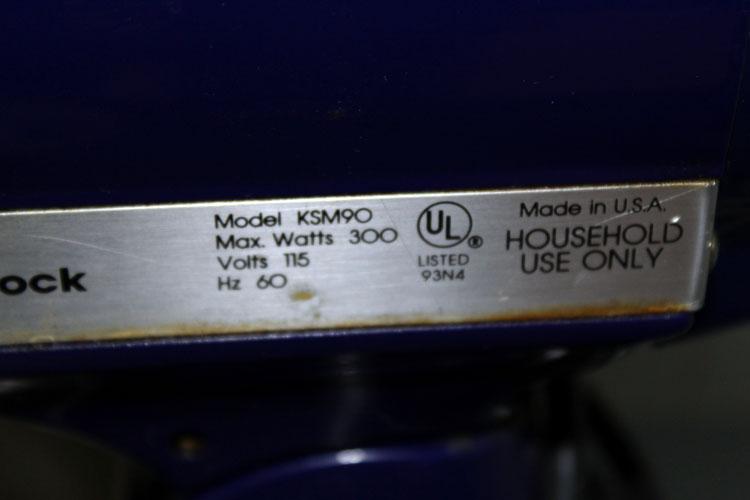 Model KSM90
Max. Watts 300
Volts 115
Hz 60
ock
UL
®
LISTED
93N4
Made in U.S.A.
HOUSEHOLD
USE ONLY